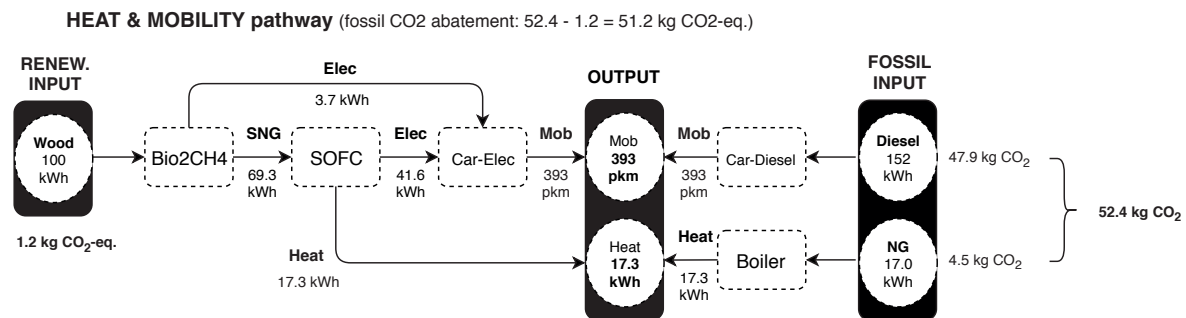 HEAT & MOBILITY pathway (fossil CO2 abatement: 52.4 - 1.2 = 51.2 kg CO2-eq.)
RENEW.
INPUT
Elec
3.7 kWh
OUTPUT
FOSSIL
INPUT
Wood
100
kWh
Bio2CH4
SNG
69.3
kWh
SOFC
Elec
41.6
kWh
Car-Elec
Mob
393
pkm
Mob
393
pkm
Mob
393
pkm
Car-Diesel
Diesel
152
kWh
47.9 kg CO2
52.4 kg CO2
1.2 kg CO2-eq.
Heat
17.3 kWh
Heat
17.3
kWh
Heat
17.3
kWh
Boiler
NG
17.0
kWh
4.5 kg CO2